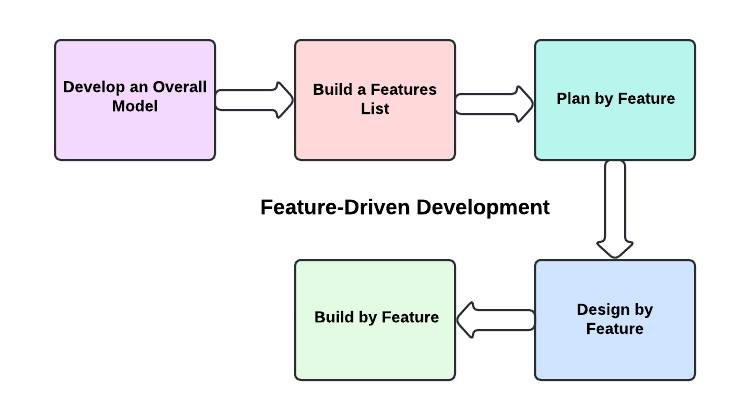 Develop an Overall
Model
Build a Features
List
Plan by Feature
Feature-Driven Development
Design by
Feature
Build by Feature